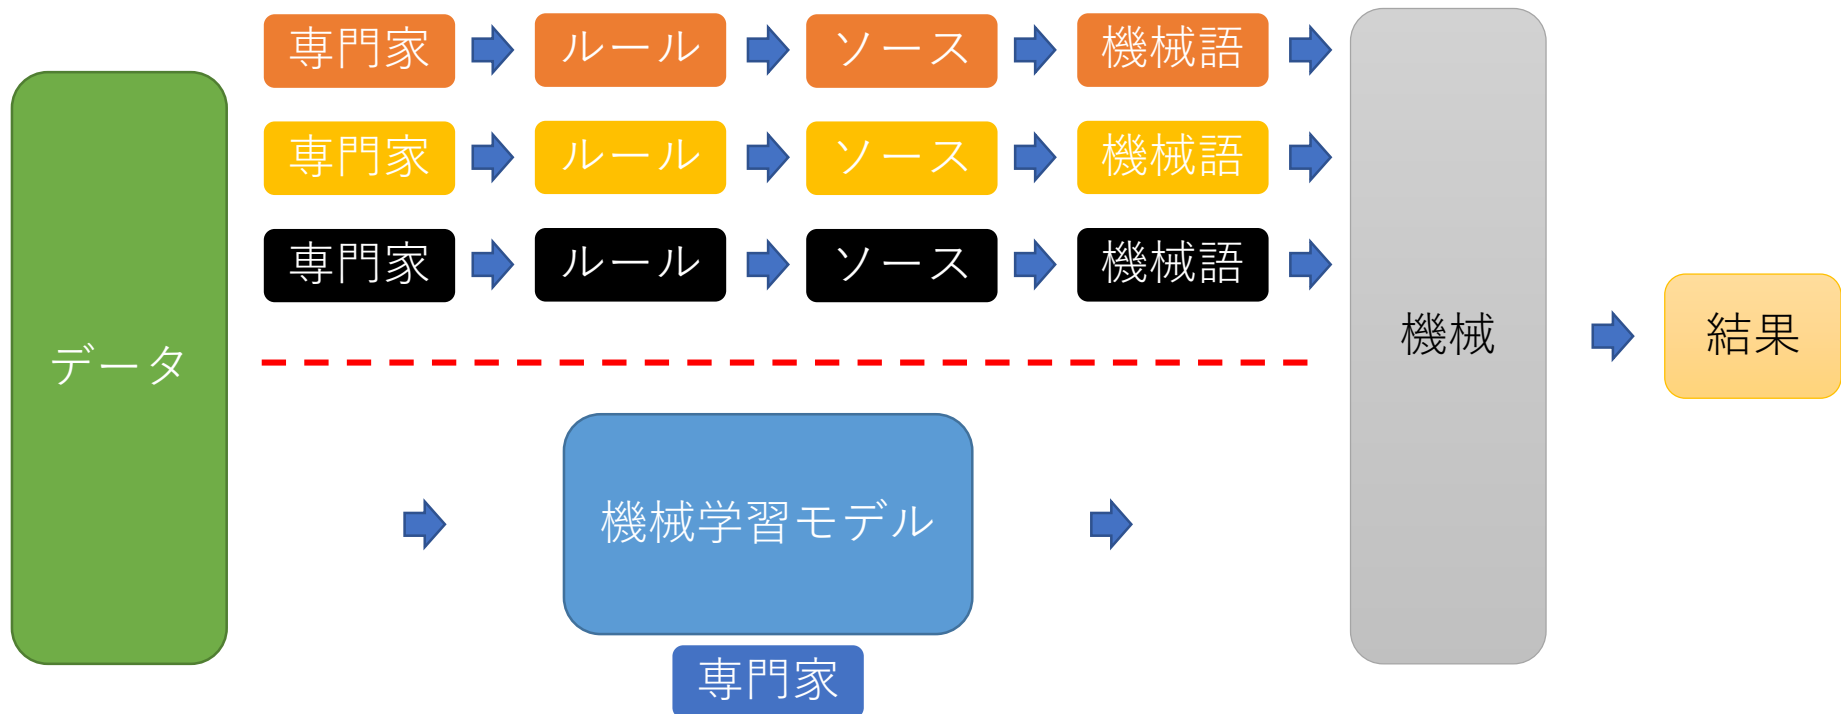 専門家
ルール
ソース
機械語
専門家
ルール
ソース
機械語
専門家
ルール
ソース
機械語
データ
機械
結果
機械学習モデル
専門家